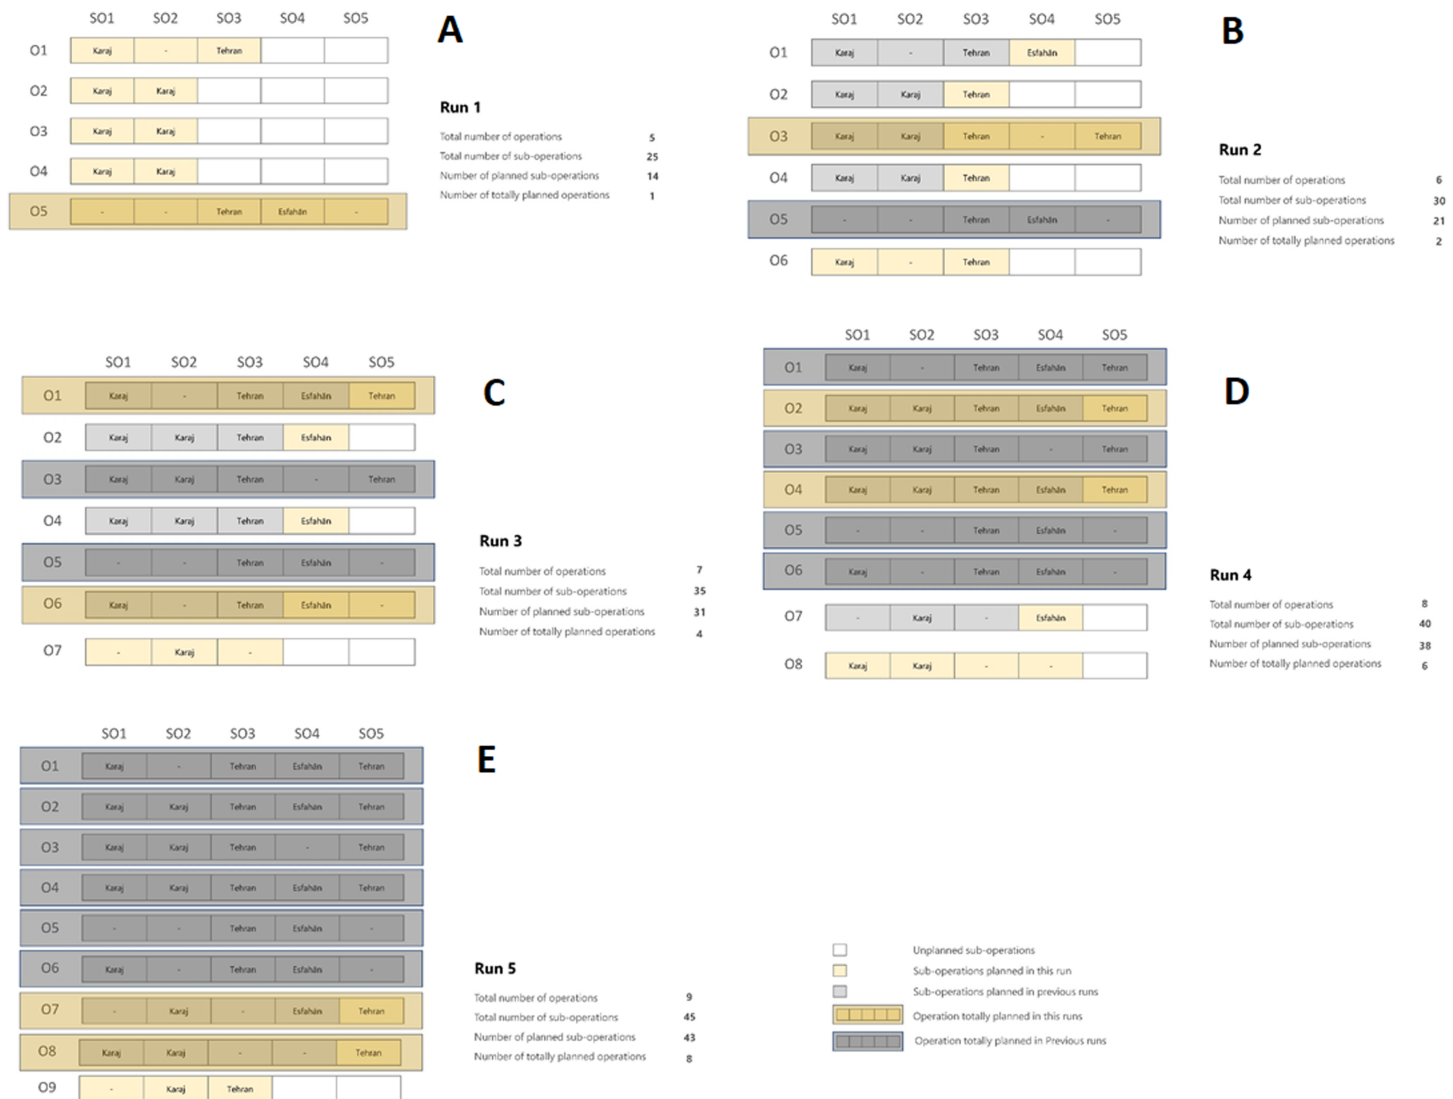 A
SO1 SO2 SO3 SO4 SO5
O1 Karaj - Tehran
O2 Karaj Karaj
O3 Karaj Karaj
O4 Karaj Karaj
O5 - - Tehran Esfahān -
Run 1
Total number of operations 5
Total number of sub-operations 25
Number of planned sub-operations 14
Number of totally planned operations 1
B
SO1 SO2 SO3 SO4 SO5
O1 Karaj - Tehran Esfahān
O2 Karaj Karaj Tehran
O3 Karaj Karaj Tehran - Tehran
O4 Karaj Karaj Tehran
O5 - - Tehran Esfahān -
O6 Karaj - Tehran
Run 2
Total number of operations 6
Total number of sub-operations 30
Number of planned sub-operations 21
Number of totally planned operations 2
C
SO1 SO2 SO3 SO4 SO5
O1 Karaj - Tehran Esfahān Tehran
O2 Karaj Karaj Tehran Esfahān
O3 Karaj Karaj Tehran - Tehran
O4 Karaj Karaj Tehran Esfahān
O5 - - Tehran Esfahān -
O6 Karaj - Tehran Esfahān -
O7 - Karaj -
Run 3
Total number of operations 7
Total number of sub-operations 35
Number of planned sub-operations 31
Number of totally planned operations 4
D
SO1 SO2 SO3 SO4 SO5
O1 Karaj - Tehran Esfahān Tehran
O2 Karaj Karaj Tehran Esfahān Tehran
O3 Karaj Karaj Tehran - Tehran
O4 Karaj Karaj Tehran Esfahān Tehran
O5 - - Tehran Esfahān -
O6 Karaj - Tehran Esfahān -
O7 - Karaj - Esfahān
O8 Karaj Karaj - -
Run 4
Total number of operations 8
Total number of sub-operations 40
Number of planned sub-operations 38
Number of totally planned operations 6
E
SO1 SO2 SO3 SO4 SO5
O1 Karaj - Tehran Esfahān Tehran
O2 Karaj Karaj Tehran Esfahān Tehran
O3 Karaj Karaj Tehran - Tehran
O4 Karaj Karaj Tehran Esfahān Tehran
O5 - - Tehran Esfahān -
O6 Karaj - Tehran Esfahān -
O7 - Karaj - Esfahān Tehran
O8 Karaj Karaj - - Tehran
O9 - Karaj Tehran
Run 5
Total number of operations 9
Total number of sub-operations 45
Number of planned sub-operations 43
Number of totally planned operations 8
Unplanned sub-operations
Sub-operations planned in this run
Sub-operations planned in previous runs
Operation totally planned in this runs
Operation totally planned in Previous runs